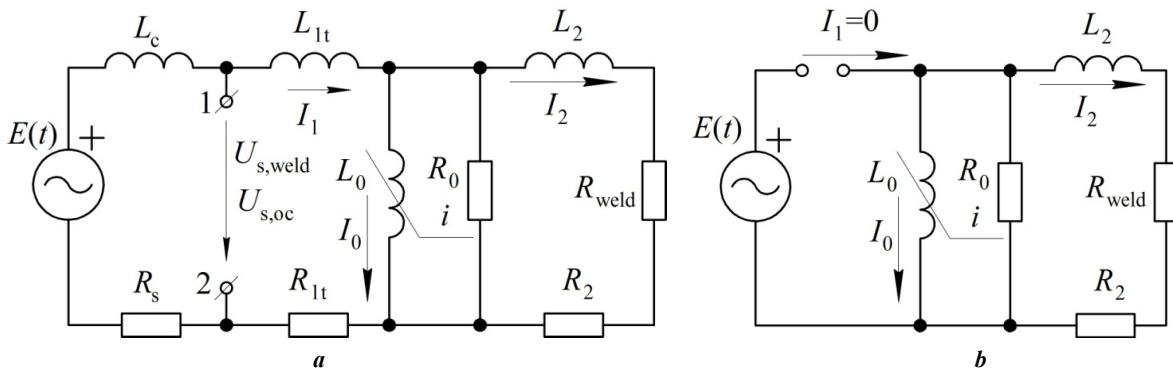 L_c
L_1t
L_2
I_1=0
L_2
1
I_1
I_2
I_2
E(t)
+
U_s,weld
U_s,oc
L_0
R_0
i
I_0
R_weld
E(t)
+
L_0
R_0
i
I_0
R_weld
R_s
2
R_1t
R_2
R_2
a
b